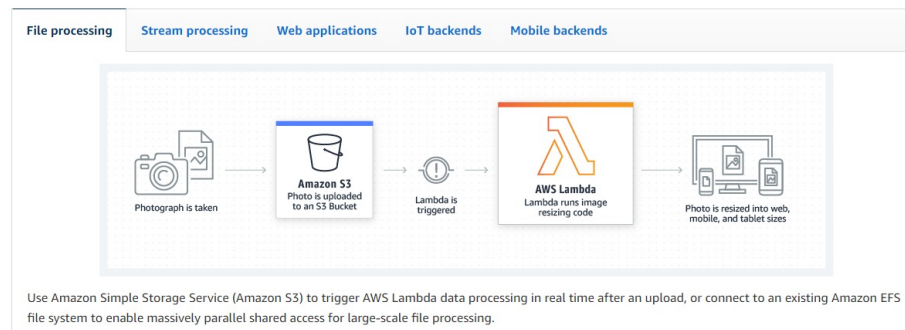 File processing
Stream processing
Web applications
IoT backends
Mobile backends
Photograph is taken
Amazon S3
Photo is uploaded
to an S3 Bucket
Lambda is
triggered
AWS Lambda
Lambda runs image
resizing code
Photo is resized into web,
mobile, and tablet sizes
Use Amazon Simple Storage Service (Amazon S3) to trigger AWS Lambda data processing in real time after an upload, or connect to an existing Amazon EFS
file system to enable massively parallel shared access for large-scale file processing.